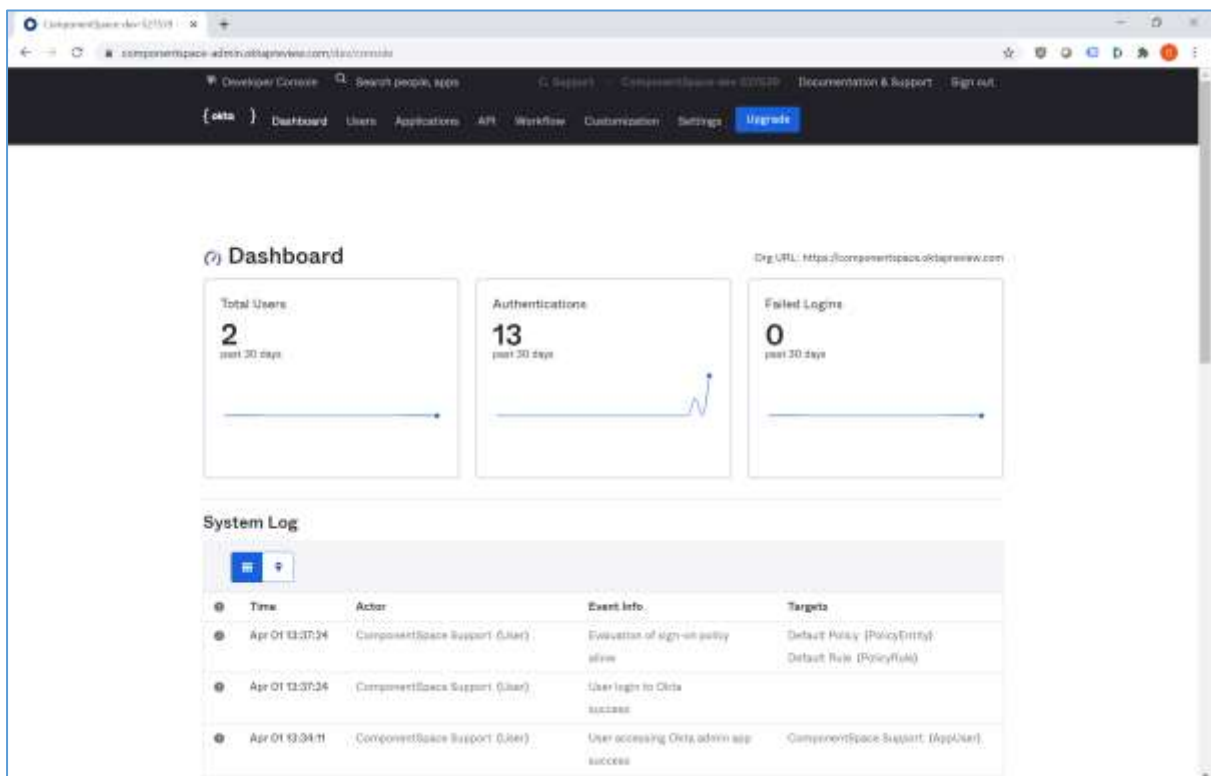 ComponentSpace-dev-527539
componentspace-admin.oktapreview.com/dev/console
Developer Console Search people, apps Support ComponentSpace-dev-527539 Documentation & Support Sign out
{okta } Dashboard Users Applications API Workflow Customization Settings Upgrade
Dashboard
Org URL: https://componentspace.oktapreview.com
Total Users
2
past 30 days
Authentications
13
past 30 days
Failed Logins
0
past 30 days
System Log
Time Actor Event Info Targets
Apr 01 13:37:24 ComponentSpace Support (User) Evaluation of sign-on policy Default Policy (PolicyEntity)
allow Default Rule (PolicyRule)
Apr 01 13:37:24 ComponentSpace Support (User) User login to Okta
success
Apr 01 13:34:11 ComponentSpace Support (User) User accessing Okta admin app ComponentSpace Support (AppUser)
success